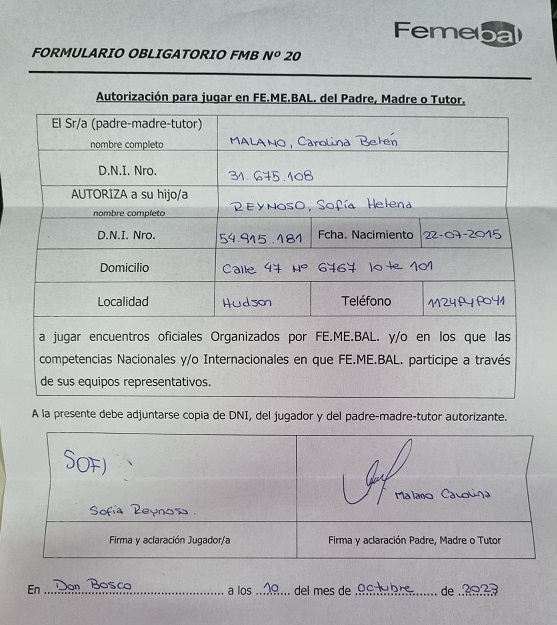 Femebal
FORMULARIO OBLIGATORIO FMB Nº 20
Autorización para jugar en FE.ME.BAL. del Padre, Madre o Tutor.
El Sr/a (padre-madre-tutor)
nombre completo
MALANO, Carolina Belén
D.N.I. Nro.
31.675.108
AUTORIZA a su hijo/a
nombre completo
REYNOSO, Sofía Helena
D.N.I. Nro. 54.915.181 Fcha. Nacimiento 22-07-2015
Domicilio Calle 47 Nº 6767 lote 101
Localidad Hudson Teléfono
a jugar encuentros oficiales Organizados por FE.ME.BAL. y/o en los que las
competencias Nacionales y/o Internacionales en que FE.ME.BAL. participe a través
de sus equipos representativos.
A la presente debe adjuntarse copia de DNI, del jugador y del padre-madre-tutor autorizante.
SOFI
Sofia Reynoso. Malano Carolina
Firma y aclaración Jugador/a Firma y aclaración Padre, Madre o Tutor
En Don Bosco a los 10 del mes de Octubre de 2023